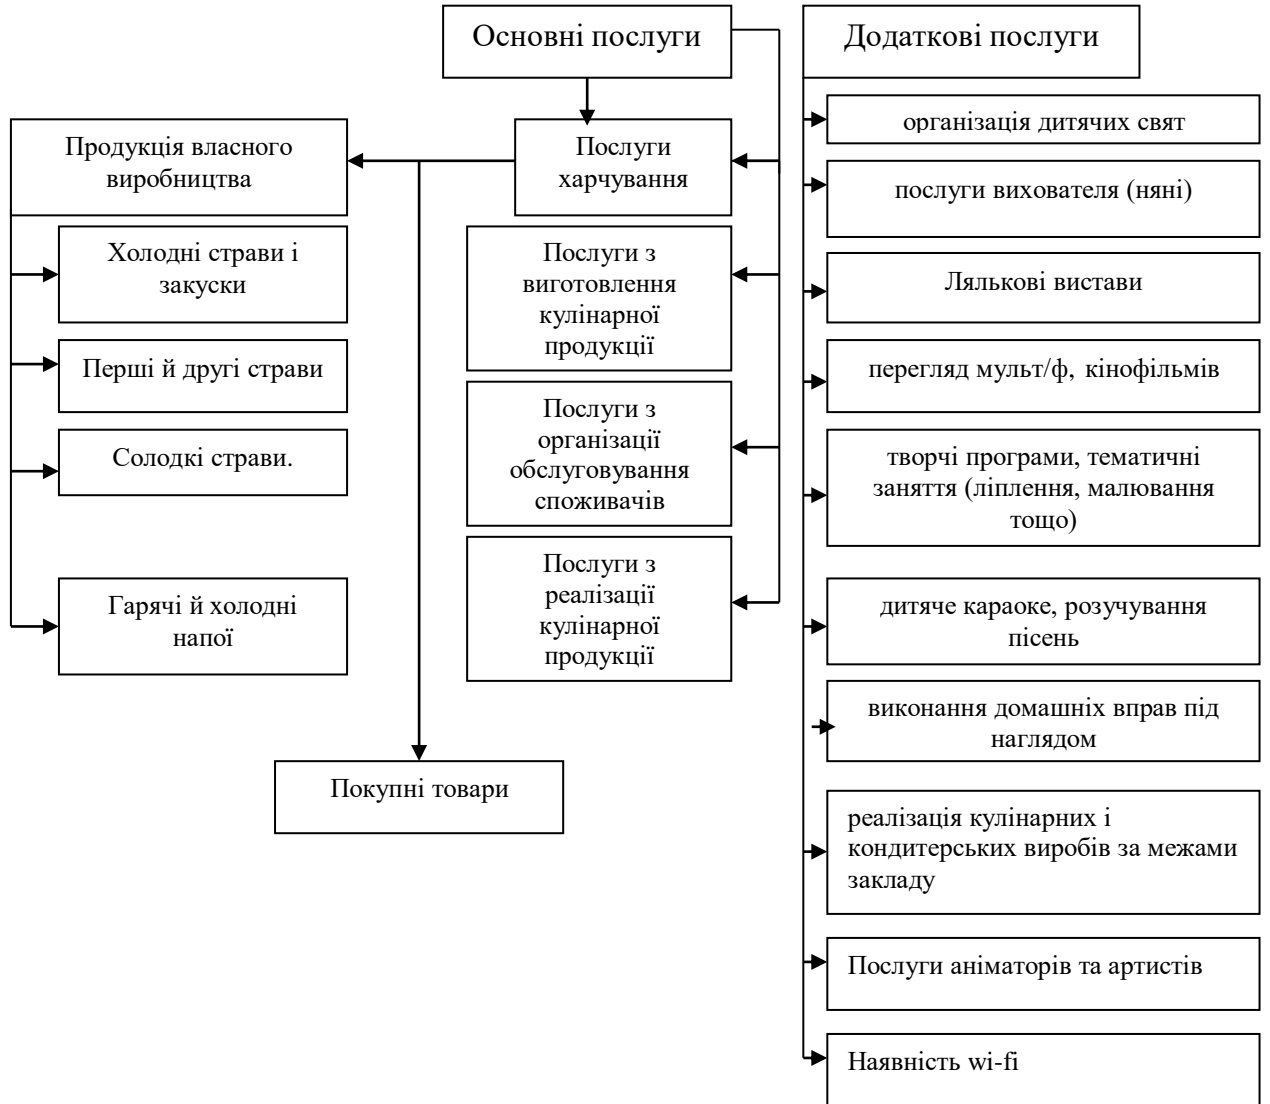 Основні послуги
Додаткові послуги
Продукція власного
виробництва
Холодні страви і
закуски
Перші й другі страви
Солодкі страви.
Гарячі й холодні
напої
Послуги
харчування
Послуги з
виготовлення
кулінарної
продукції
Послуги з
організації
обслуговування
споживачів
Послуги з
реалізації
кулінарної
продукції
Покупні товари
організація дитячих свят
послуги вихователя (няні)
Лялькові вистави
перегляд мульт/ф, кінофільмів
творчі програми, тематичні
заняття (ліплення, малювання
тощо)
дитяче караоке, розучування
пісень
виконання домашніх вправ під
наглядом
реалізація кулінарних і
кондитерських виробів за межами
закладу
Послуги аніматорів та артистів
Наявність wi-fi